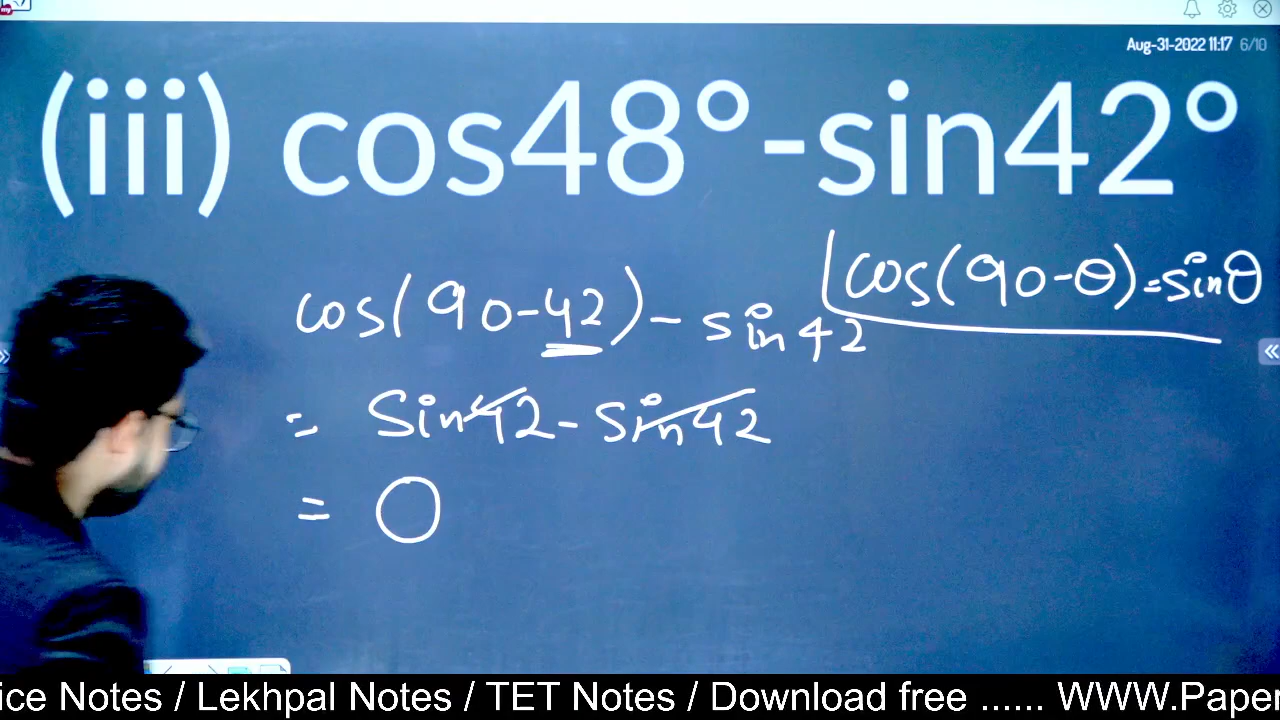 Aug-31-2022 11:17 6/10
(iii) cos48°-sin42°
(cos(90-θ)=sinθ
cos(90-42)-sin42
= Sin42-sin42
= 0
ice Notes / Lekhpal Notes / TET Notes / Download free ...... WWW.Paper